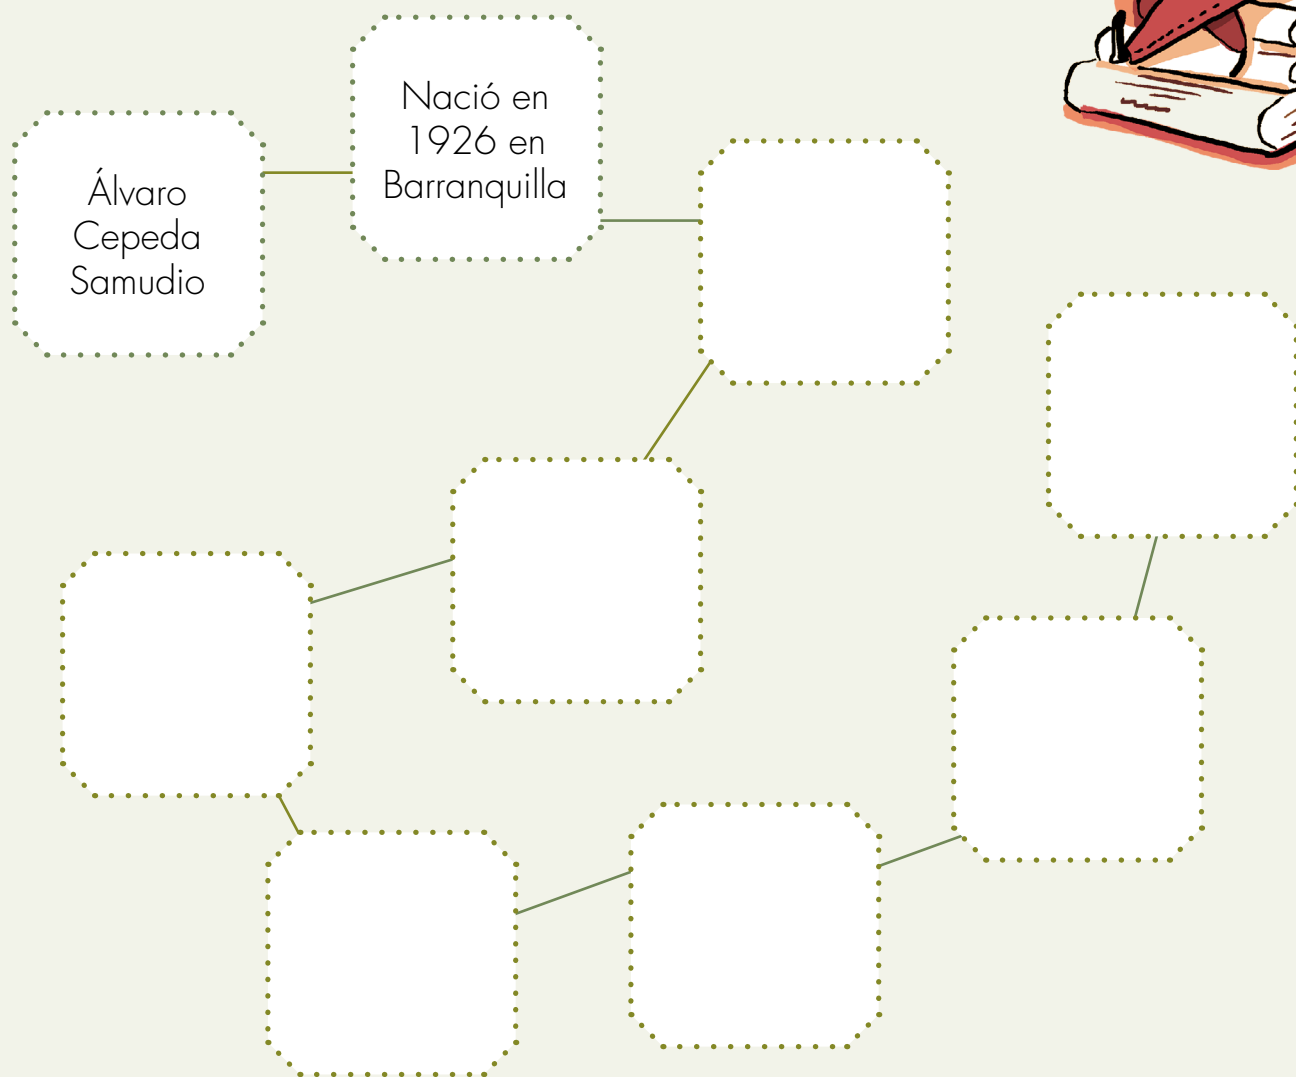 Álvaro
Cepeda
Samudio
Nació en
1926 en
Barranquilla